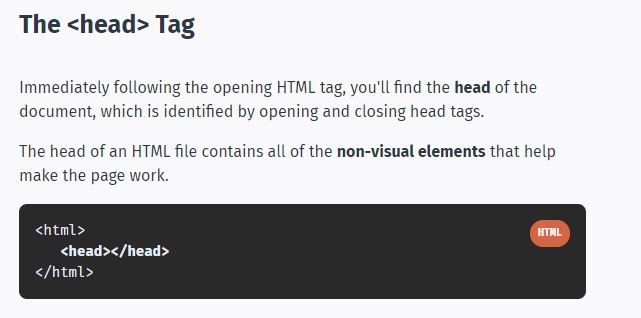 The <head> Tag
Immediately following the opening HTML tag, you'll find the head of the
document, which is identified by opening and closing head tags.
The head of an HTML file contains all of the non-visual elements that help
make the page work.
<html>
HTML
<head></head>
</html>